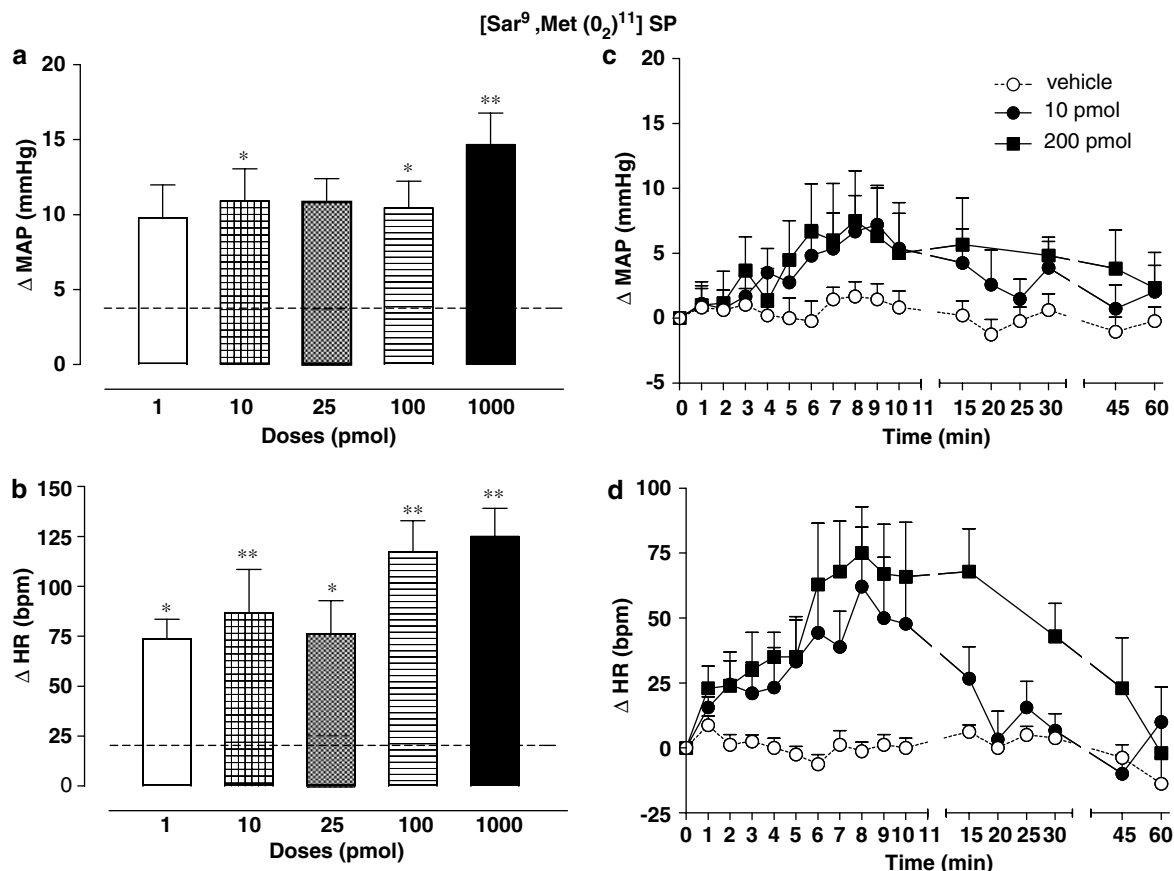 [Sar⁹ ,Met (0₂)¹¹] SP
a
Δ MAP (mmHg)
20
15
10
5
0
*
*
**
1 10 25 100 1000
Doses (pmol)
b
Δ HR (bpm)
150
125
100
75
50
25
0
*
**
*
**
**
1 10 25 100 1000
Doses (pmol)
c
Δ MAP (mmHg)
20
15
10
5
0
-5
vehicle
10 pmol
200 pmol
0 1 2 3 4 5 6 7 8 9 10 11 15 20 25 30 45 60
Time (min)
d
Δ HR (bpm)
100
75
50
25
0
-25
0 1 2 3 4 5 6 7 8 9 10 11 15 20 25 30 45 60
Time (min)